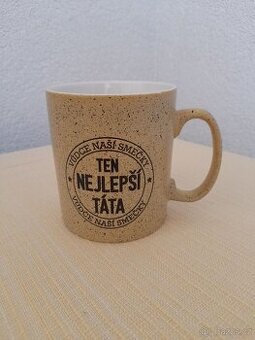 VŮDCE NAŠÍ SMEČKY
TEN
NEJLEPŠÍ
TÁTA
VŮDCE NAŠÍ SMEČKY